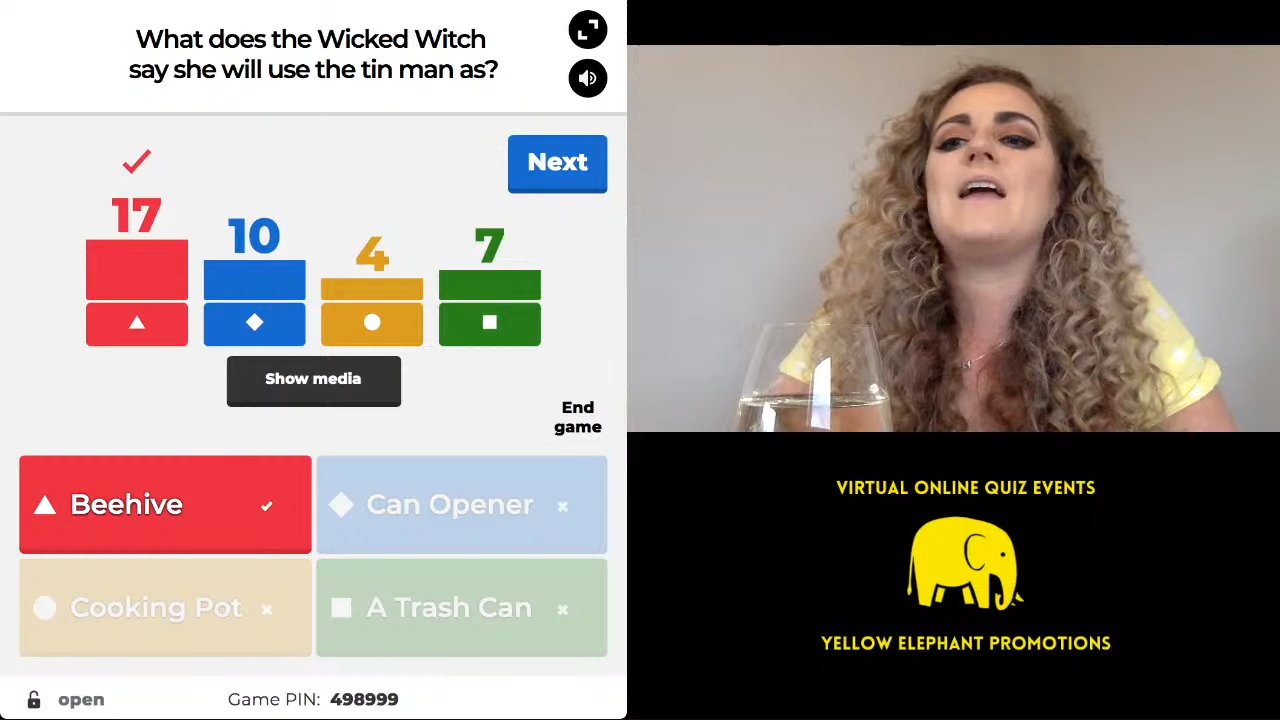 What does the Wicked Witch
say she will use the tin man as?
Next
17
10
4
7
Show media
End
game
Beehive
Can Opener
Cooking Pot
A Trash Can
open
Game PIN: 498999
VIRTUAL ONLINE QUIZ EVENTS
YELLOW ELEPHANT PROMOTIONS